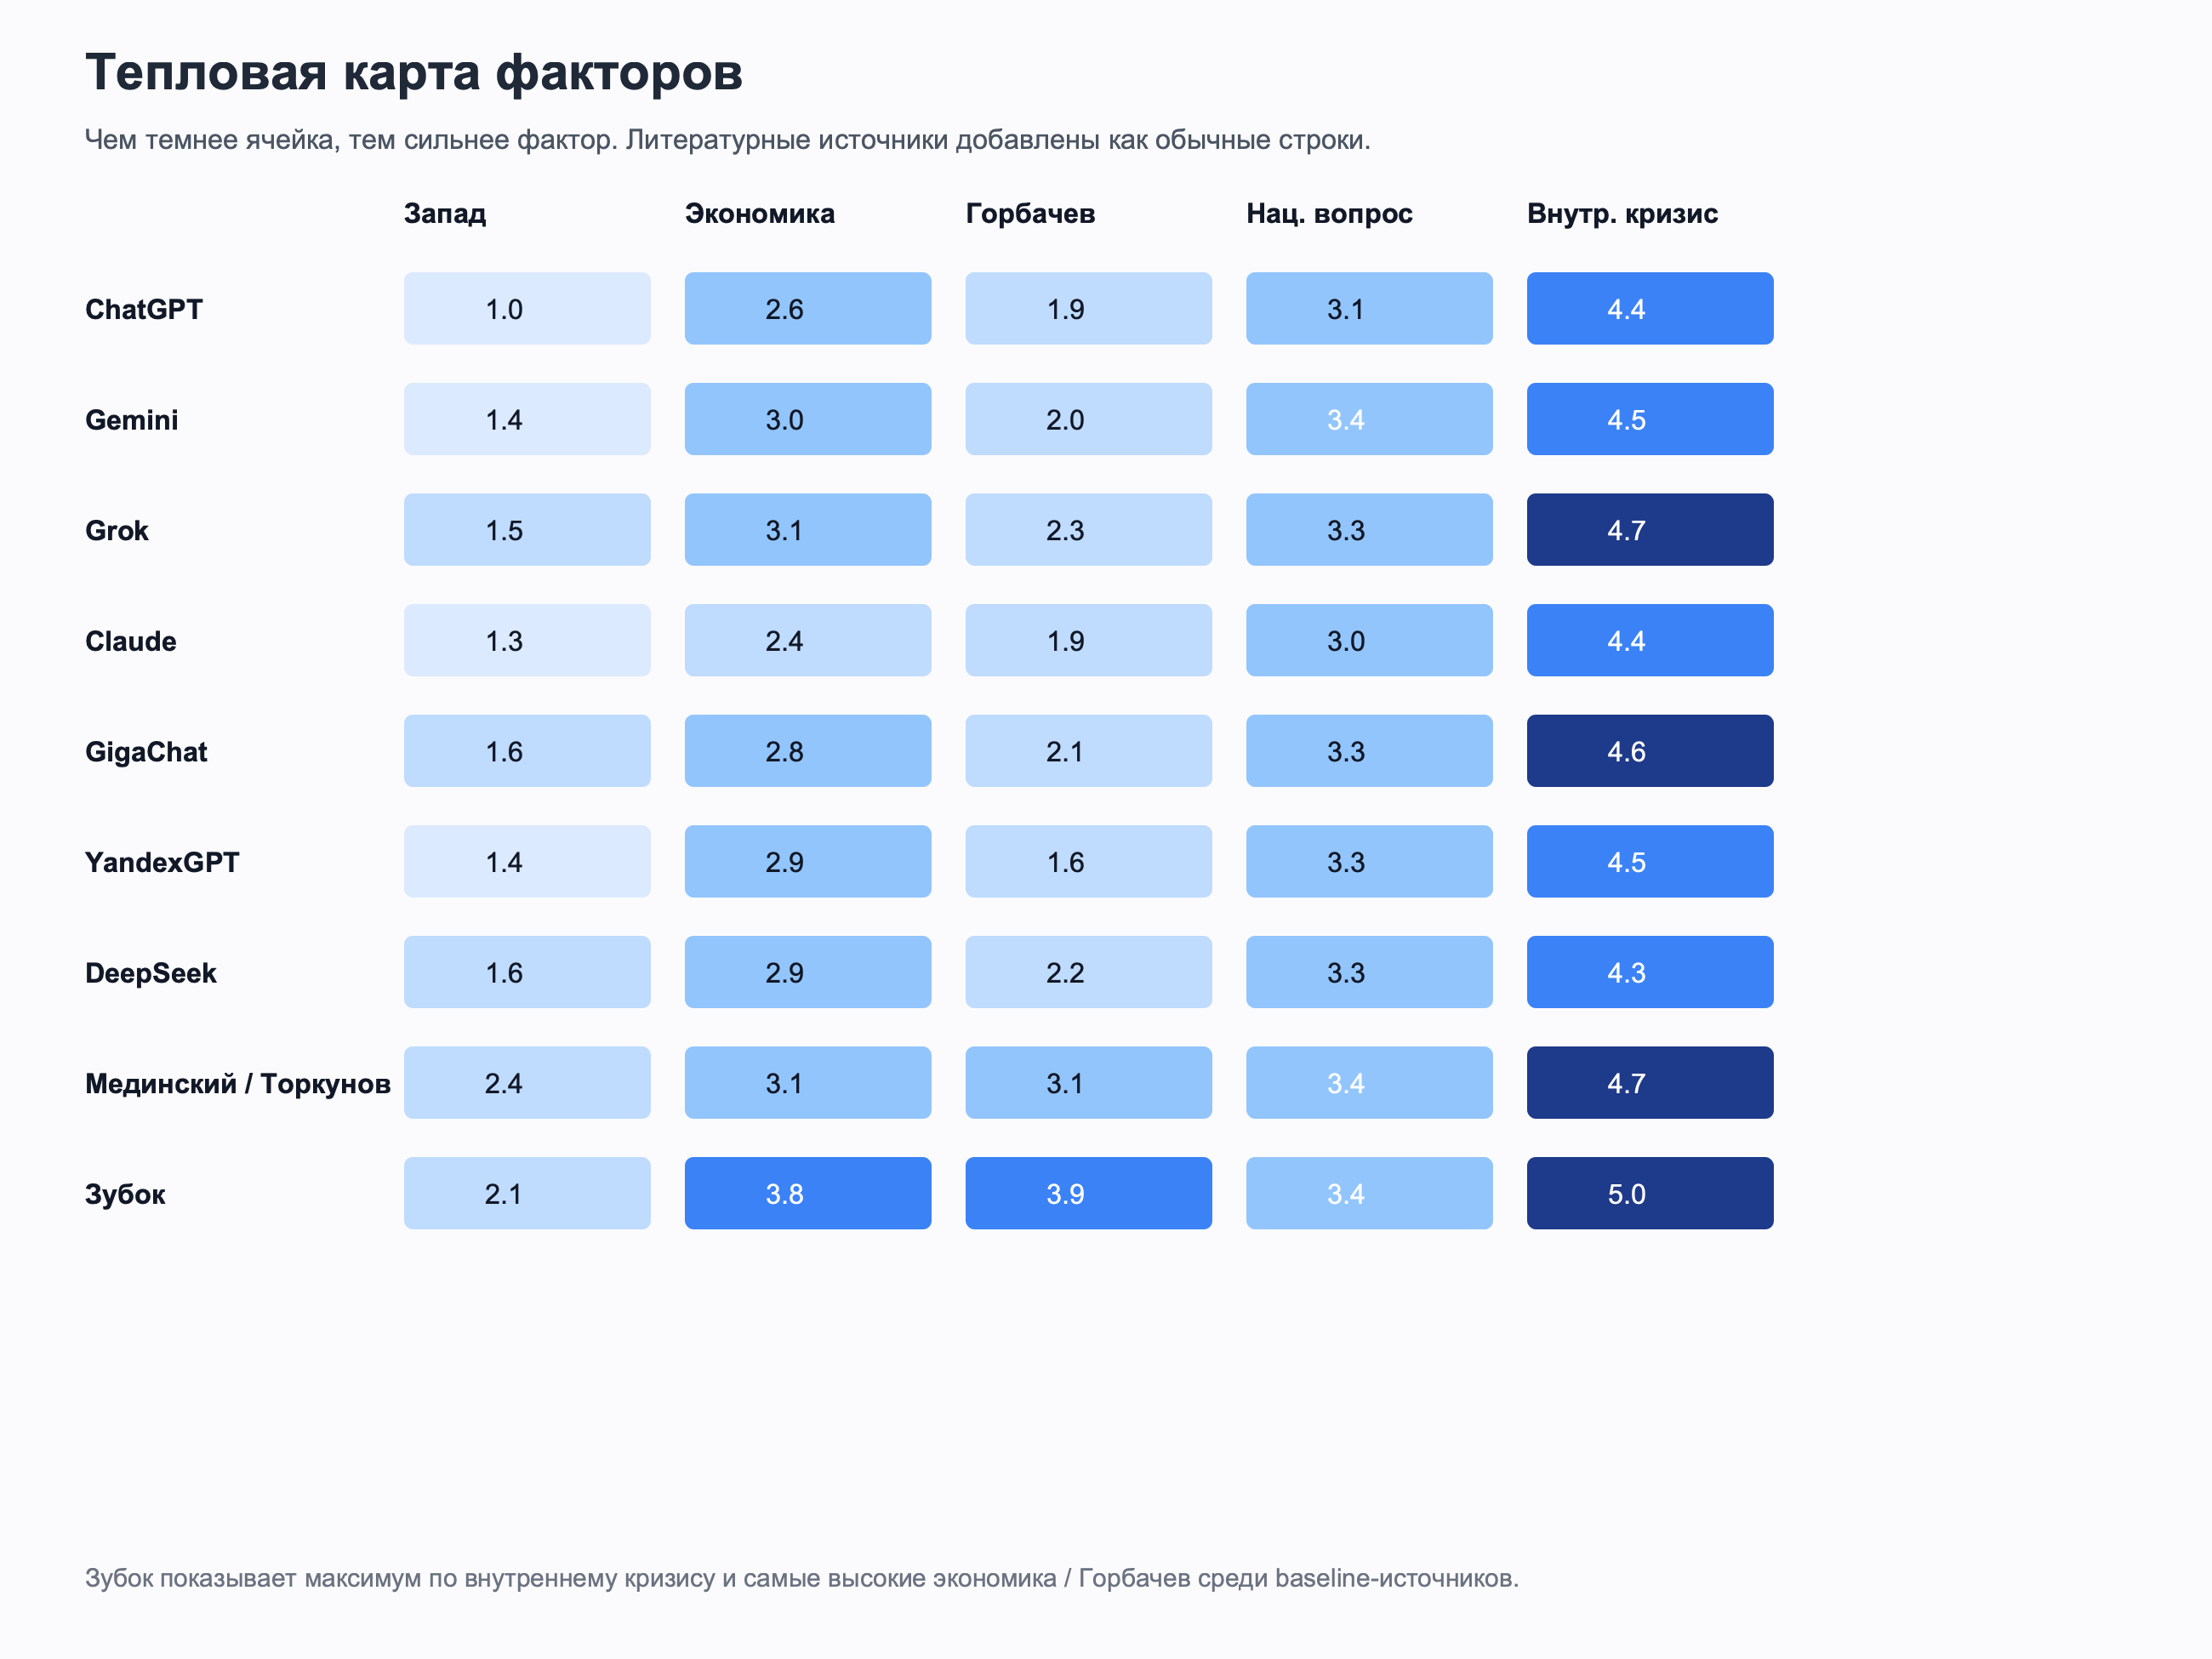 Тепловая карта факторов
Чем темнее ячейка, тем сильнее фактор. Литературные источники добавлены как обычные строки.
Запад Экономика Горбачев Нац. вопрос Внутр. кризис
ChatGPT 1.0 2.6 1.9 3.1 4.4
Gemini 1.4 3.0 2.0 3.4 4.5
Grok 1.5 3.1 2.3 3.3 4.7
Claude 1.3 2.4 1.9 3.0 4.4
GigaChat 1.6 2.8 2.1 3.3 4.6
YandexGPT 1.4 2.9 1.6 3.3 4.5
DeepSeek 1.6 2.9 2.2 3.3 4.3
Мединский / Торкунов 2.4 3.1 3.1 3.4 4.7
Зубок 2.1 3.8 3.9 3.4 5.0
Зубок показывает максимум по внутреннему кризису и самые высокие экономика / Горбачев среди baseline-источников.